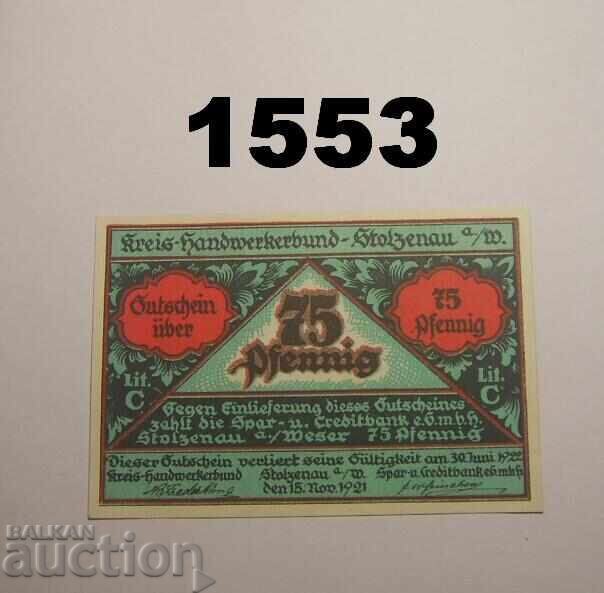 1553
Kreis-Handwerkerbund-Stolzenau a/W.
Gutschein
über
75
Pfennig
75
Pfennig
Lit.
C
Lit.
C
Gegen Einlieferung dieses Gutscheines
zahlt die Spar- u. Creditbank e.G.m.b.H.
Stolzenau a/Weser 75 Pfennig
Dieser Gutschein verliert seine Gültigkeit am 30. Juni 1922
Kreis-Handwerkerbund Stolzenau a/W. Spar-u. Creditbank e.G.m.b.H.
den 15. Nov. 1921
BALKAN
auction